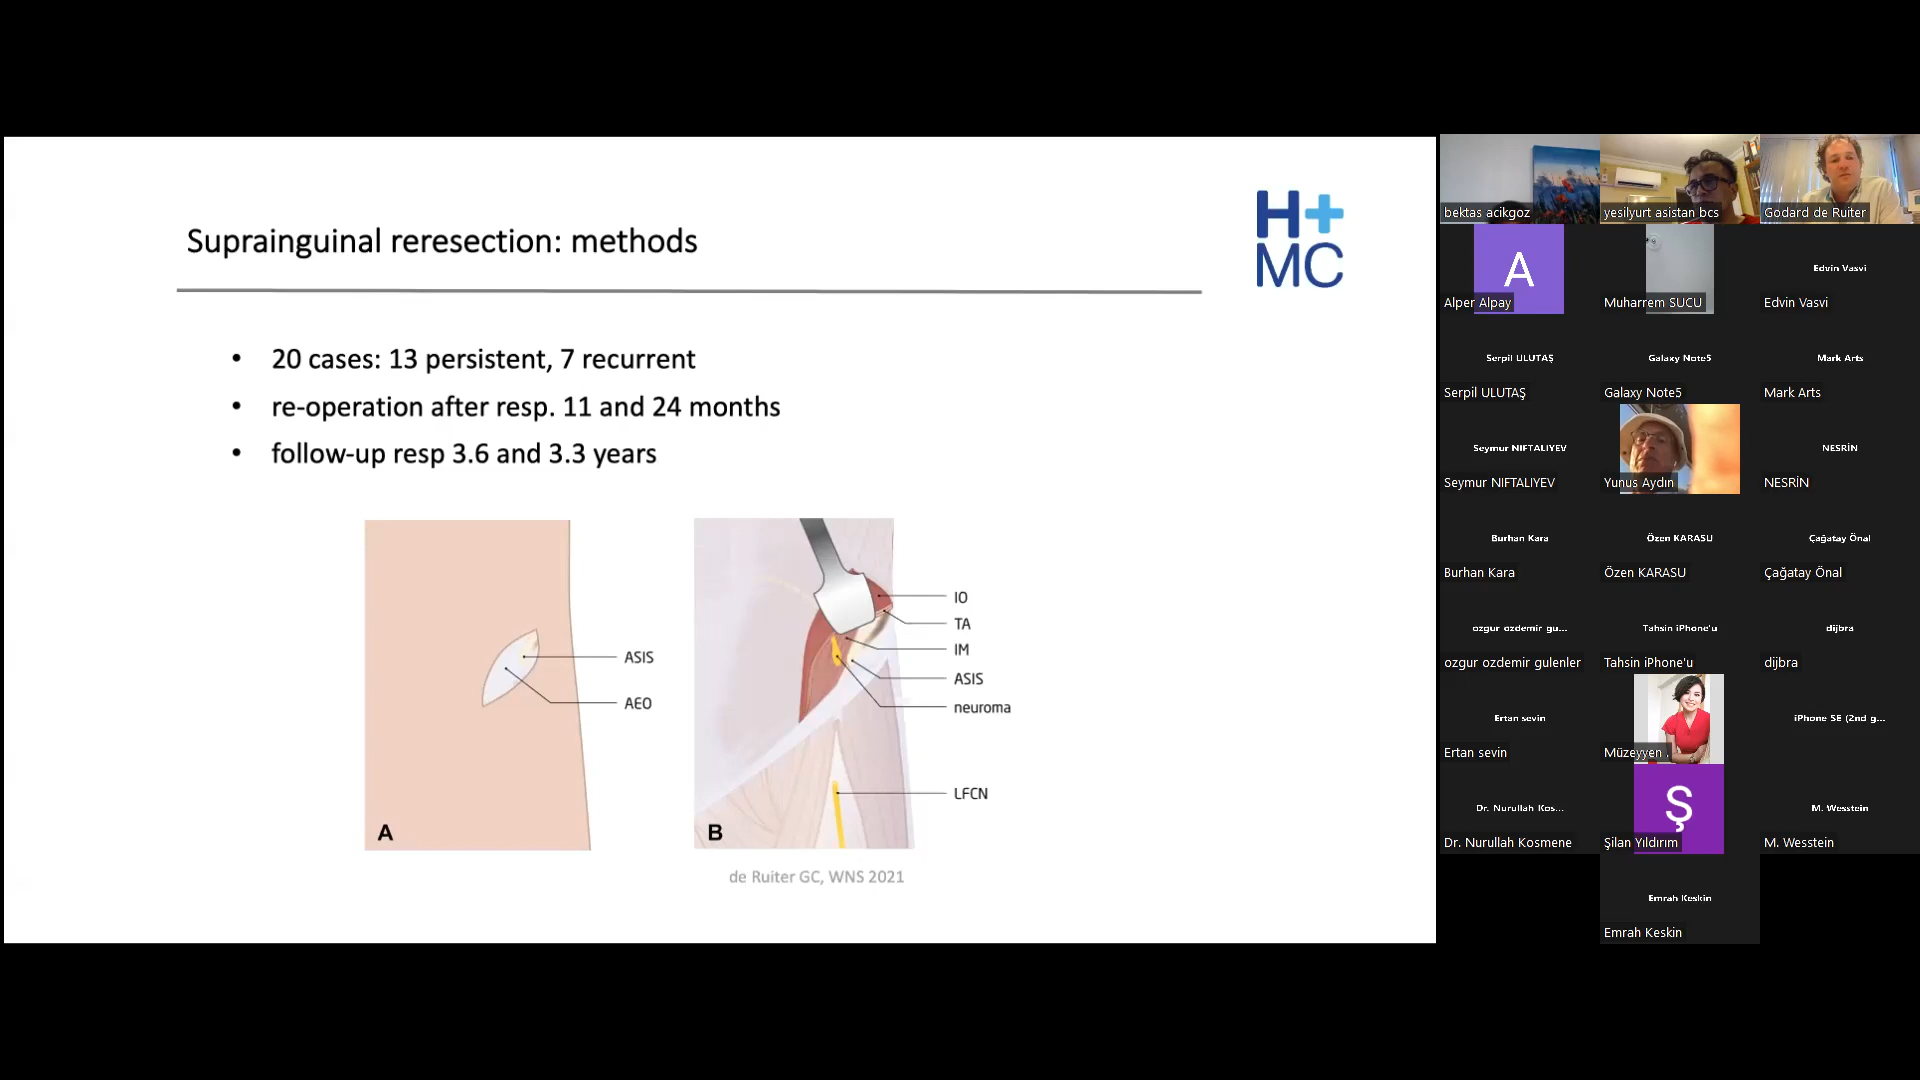 Suprainguinal reresection: methods
H+
MC
• 20 cases: 13 persistent, 7 recurrent
• re-operation after resp. 11 and 24 months
• follow-up resp 3.6 and 3.3 years
ASIS
AEO
A
IO
TA
IM
ASIS
neuroma
LFCN
B
de Ruiter GC, WNS 2021
bektas acikgoz
yesilyurt asistan bcs
Godard de Ruiter
A
Alper Alpay
Muharrem SUCU
Edvin Vasvi
Edvin Vasvi
Serpil ULUTAŞ
Serpil ULUTAŞ
Galaxy Note5
Galaxy Note5
Mark Arts
Mark Arts
Seymur NIFTALIYEV
Seymur NIFTALIYEV
Yunus Aydın
NESRİN
NESRİN
Burhan Kara
Burhan Kara
Özen KARASU
Özen KARASU
Çağatay Önal
Çağatay Önal
ozgur ozdemir gu...
ozgur ozdemir gulenler
Tahsin iPhone'u
Tahsin iPhone'u
dijbra
dijbra
Ertan sevin
Ertan sevin
Müzeyyen .
iPhone SE (2nd g...
Dr. Nurullah Kos...
Dr. Nurullah Kosmene
Ş
Şilan Yıldırım
M. Wesstein
M. Wesstein
Emrah Keskin
Emrah Keskin